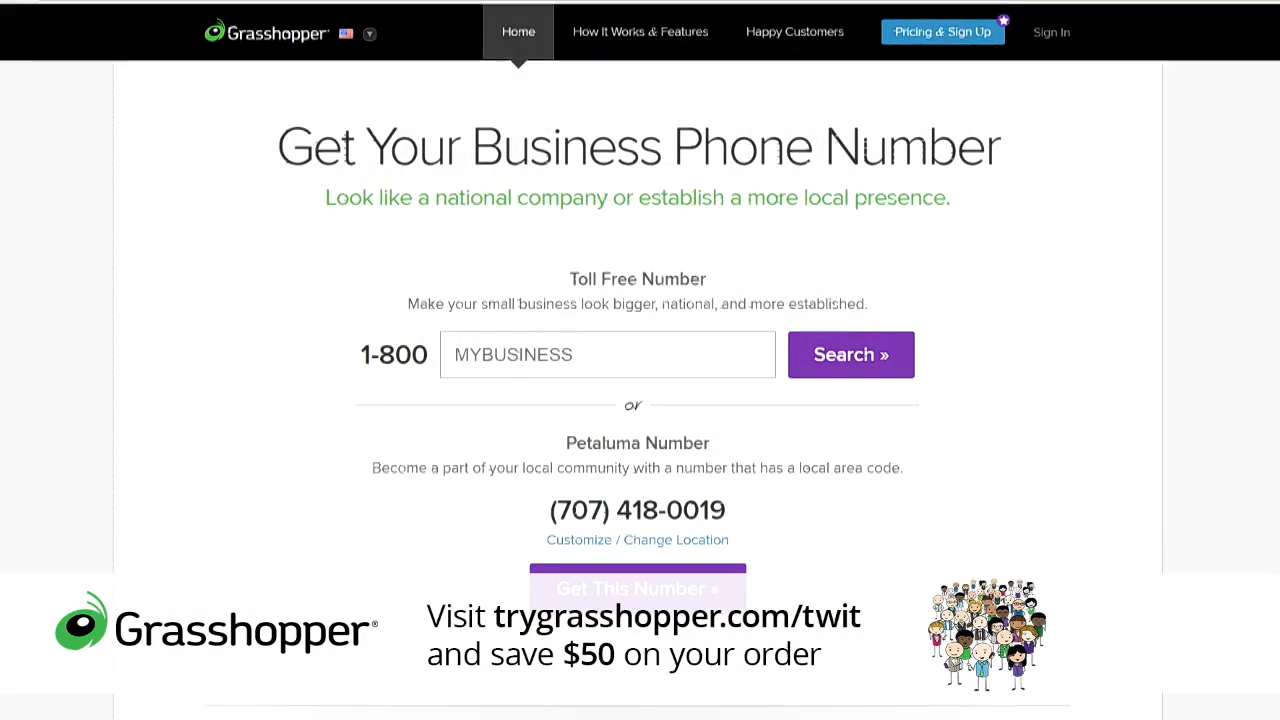 Grasshopper
Home
How It Works & Features
Happy Customers
Pricing & Sign Up
Sign In
Get Your Business Phone Number
Look like a national company or establish a more local presence.
Toll Free Number
Make your small business look bigger, national, and more established.
1-800 MYBUSINESS Search »
or
Petaluma Number
Become a part of your local community with a number that has a local area code.
(707) 418-0019
Customize / Change Location
Get This Number »
Grasshopper®
Visit trygrasshopper.com/twit
and save $50 on your order